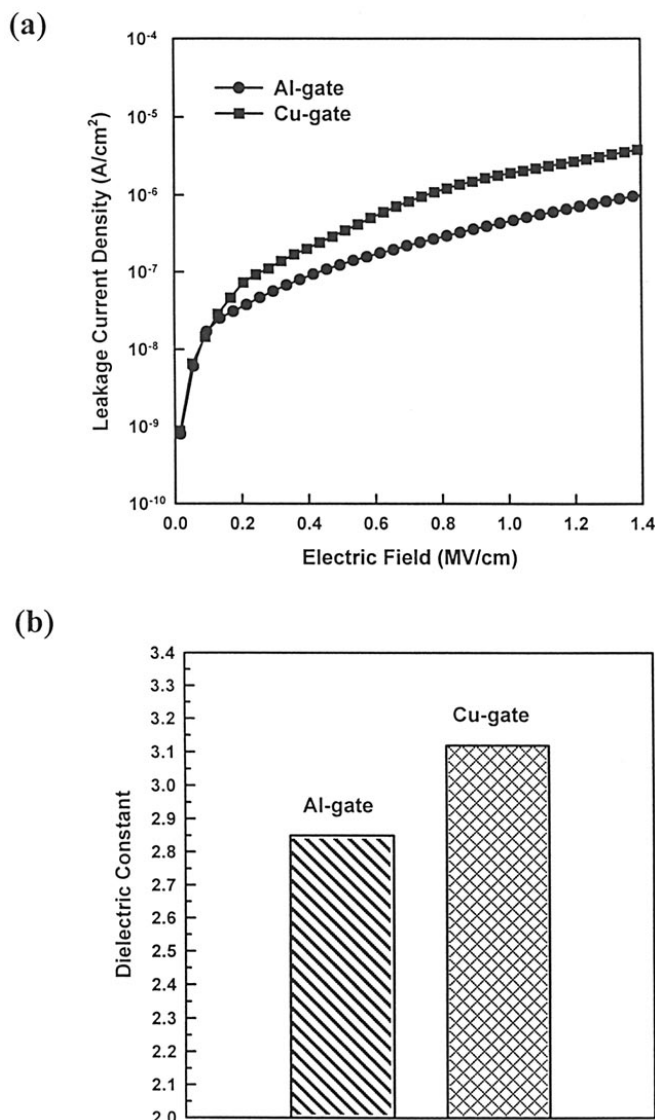 (a)
10⁻⁴
10⁻⁵
10⁻⁶
10⁻⁷
10⁻⁸
10⁻⁹
10⁻¹⁰
Leakage Current Density (A/cm²)
Al-gate
Cu-gate
0.0 0.2 0.4 0.6 0.8 1.0 1.2 1.4
Electric Field (MV/cm)
(b)
3.4
3.3
3.2
3.1
3.0
2.9
2.8
2.7
2.6
2.5
2.4
2.3
2.2
2.1
2.0
Dielectric Constant
Cu-gate
Al-gate